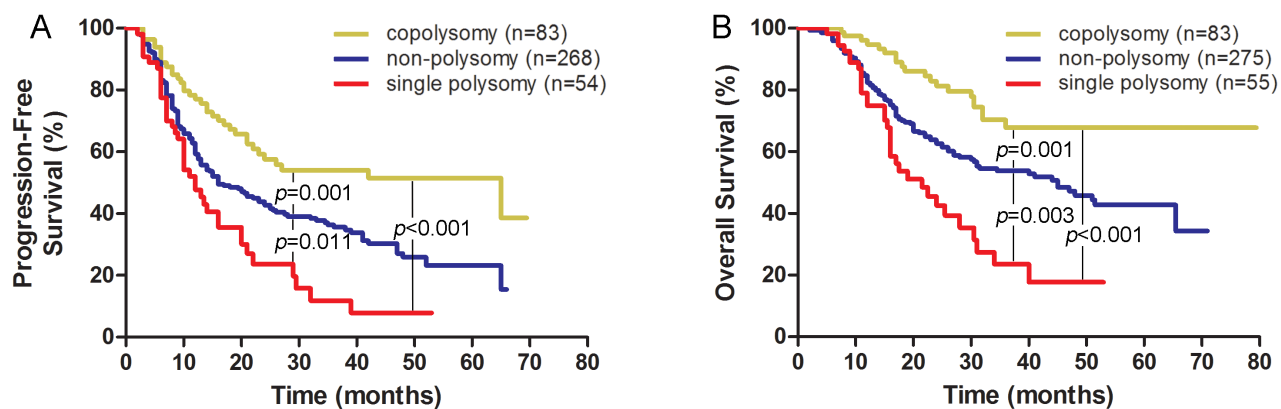 A
copolysomy (n=83)
non-polysomy (n=268)
single polysomy (n=54)
Progression-Free
Survival (%)
100
80
60
40
20
0
p=0.001
p=0.011
p<0.001
0 10 20 30 40 50 60 70 80
Time (months)
B
copolysomy (n=83)
non-polysomy (n=275)
single polysomy (n=55)
Overall Survival (%)
100
80
60
40
20
0
p=0.001
p=0.003
p<0.001
0 10 20 30 40 50 60 70 80
Time (months)